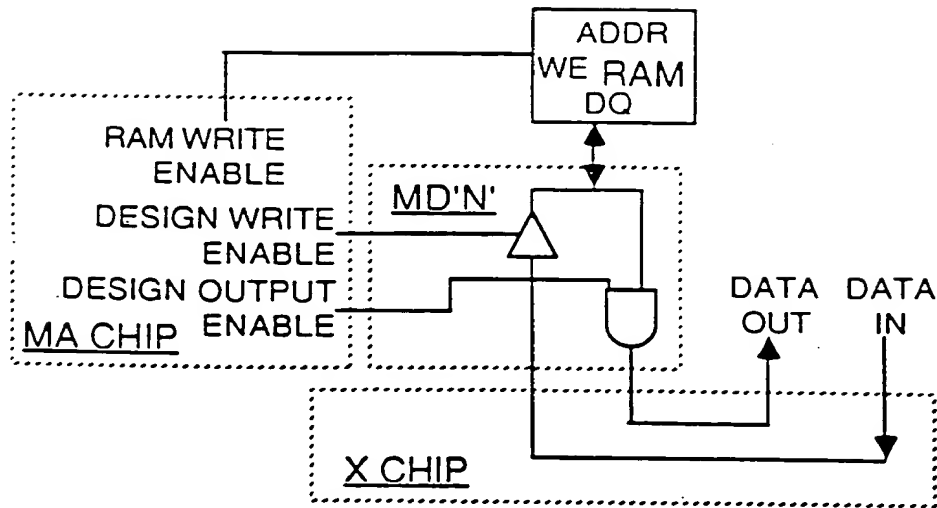 ADDR
WE RAM
DQ
RAM WRITE
ENABLE
DESIGN WRITE
ENABLE
DESIGN OUTPUT
ENABLE
MA CHIP
MD'N'
DATA
OUT
DATA
IN
X CHIP